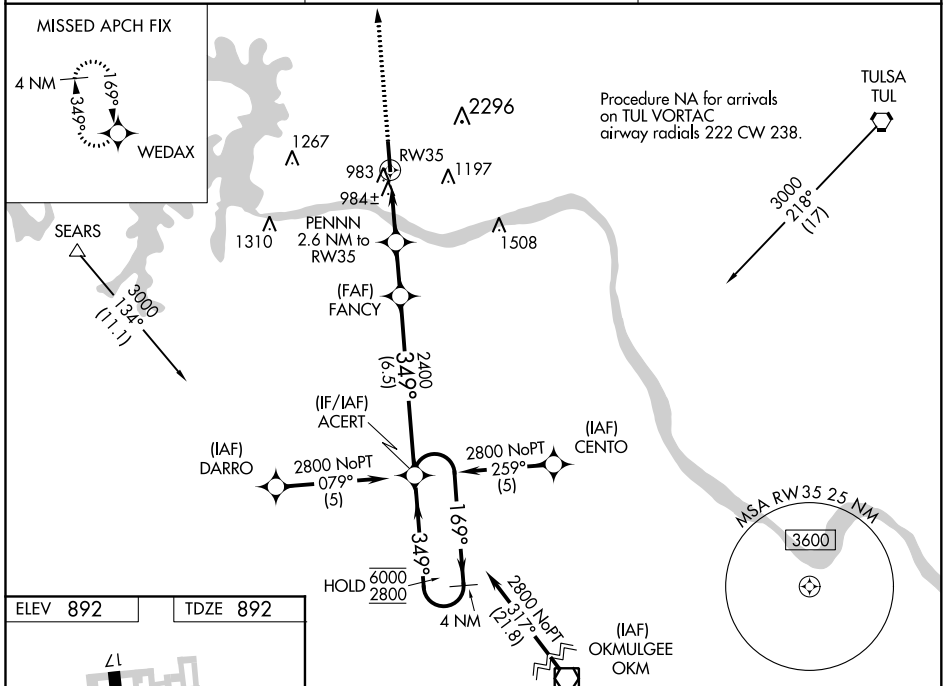 MISSED APCH FIX
4 NM
169°
349°
WEDAX
2296
Procedure NA for arrivals
on TUL VORTAC
airway radials 222 CW 238.
TULSA
TUL
3000
218°
(17)
1267
RW35
983
984±
1197
1310
1508
PENNN
2.6 NM to
RW35
SEARS
3000
134°
(11.1)
(FAF)
FANCY
2400
349°
(6.5)
(IF/IAF)
ACERT
(IAF)
DARRO
2800 NoPT
079°
(5)
(IAF)
CENTO
2800 NoPT
259°
(5)
169°
349°
HOLD
6000
2800
4 NM
2800 NoPT
317°
(21.8)
(IAF)
OKMULGEE
OKM
MSA RW35 25 NM
3600
ELEV 892
TDZE 892
17